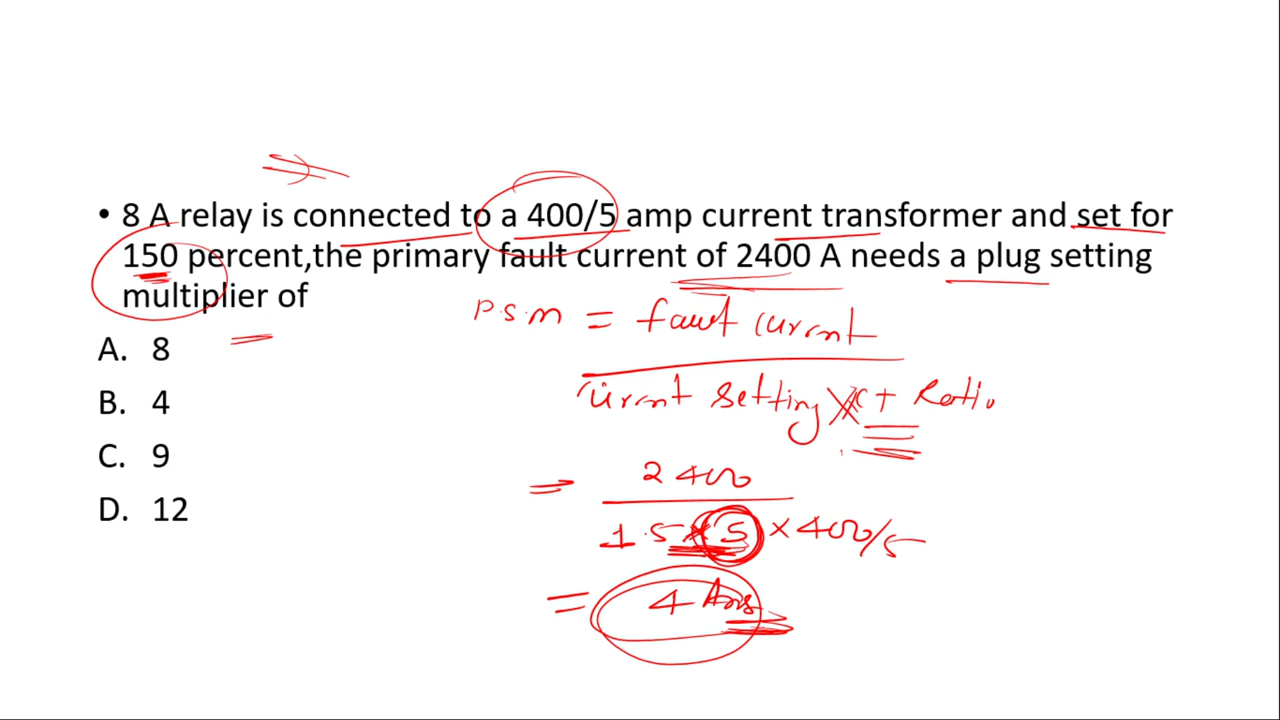 • 8 A relay is connected to a 400/5 amp current transformer and set for
150 percent,the primary fault current of 2400 A needs a plug setting
multiplier of
P.S.M = fault current
current setting X CT Ratio
A. 8
B. 4
C. 9
D. 12
= 2400
1.5 × 5 × 400/5
= 4 Ans